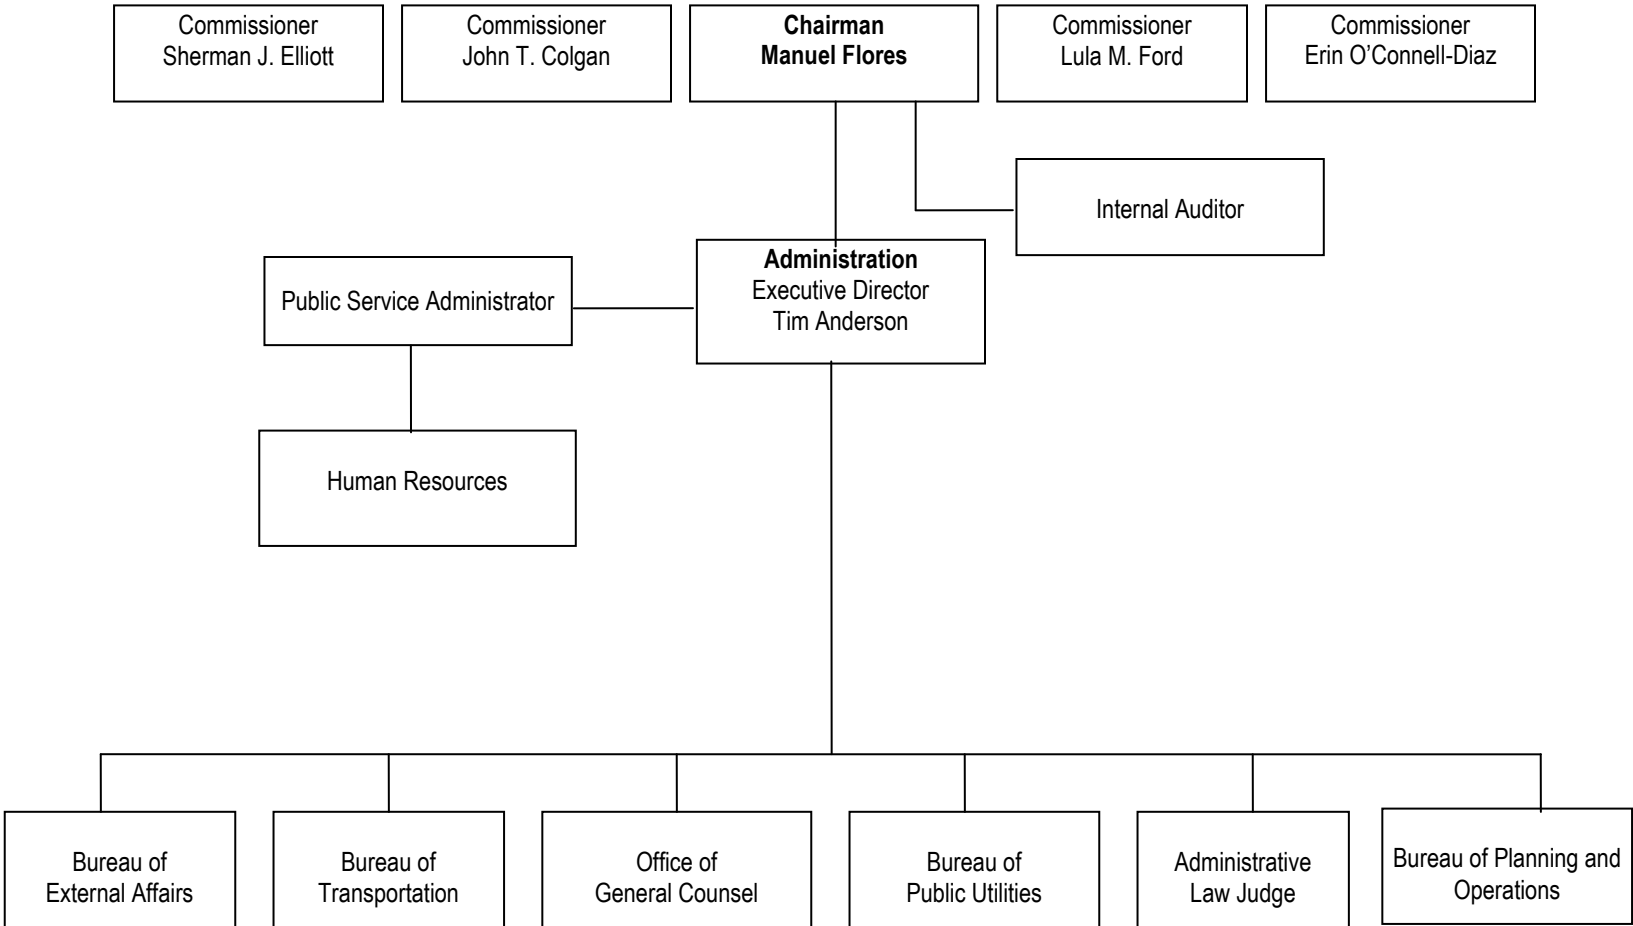 Commissioner
Sherman J. Elliott
Commissioner
John T. Colgan
Chairman
Manuel Flores
Commissioner
Lula M. Ford
Commissioner
Erin O’Connell-Diaz
Internal Auditor
Administration
Executive Director
Tim Anderson
Public Service Administrator
Human Resources
Bureau of
External Affairs
Bureau of
Transportation
Office of
General Counsel
Bureau of
Public Utilities
Administrative
Law Judge
Bureau of Planning and
Operations